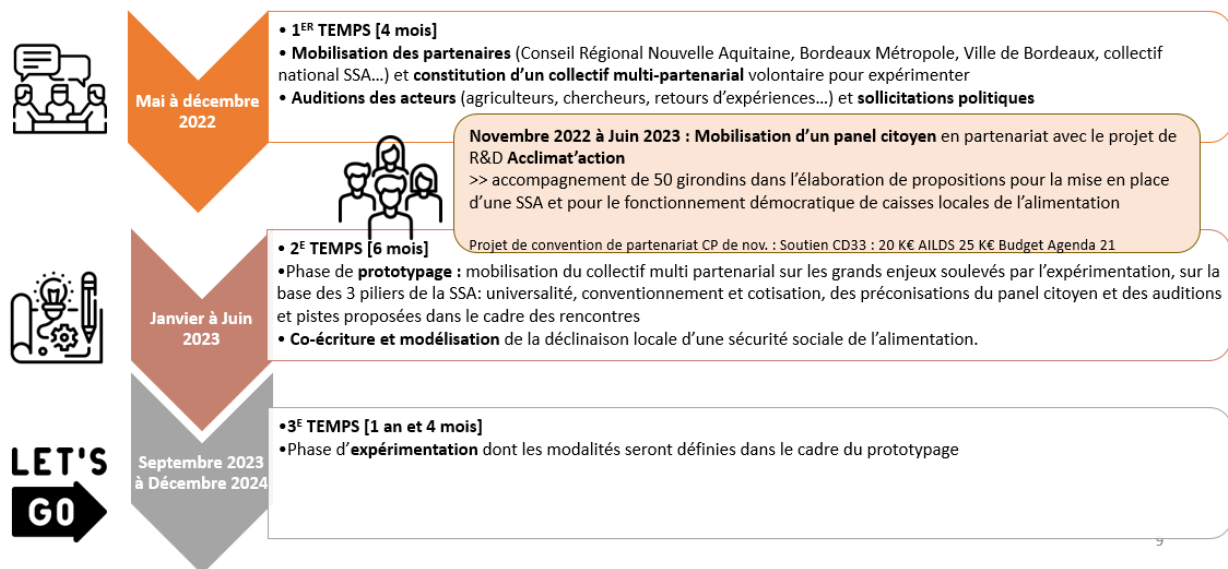 Mai à décembre
2022
• 1ER TEMPS [4 mois]
• Mobilisation des partenaires (Conseil Régional Nouvelle Aquitaine, Bordeaux Métropole, Ville de Bordeaux, collectif
national SSA…) et constitution d’un collectif multi-partenarial volontaire pour expérimenter
• Auditions des acteurs (agriculteurs, chercheurs, retours d’expériences…) et sollicitations politiques
Novembre 2022 à Juin 2023 : Mobilisation d’un panel citoyen en partenariat avec le projet de
R&D Acclimat’action
>> accompagnement de 50 girondins dans l’élaboration de propositions pour la mise en place
d’une SSA et pour le fonctionnement démocratique de caisses locales de l’alimentation
Projet de convention de partenariat CP de nov. : Soutien CD33 : 20 K€ AILDS 25 K€ Budget Agenda 21
Janvier à Juin
2023
• 2E TEMPS [6 mois]
•Phase de prototypage : mobilisation du collectif multi partenarial sur les grands enjeux soulevés par l’expérimentation, sur la
base des 3 piliers de la SSA: universalité, conventionnement et cotisation, des préconisations du panel citoyen et des auditions
et pistes proposées dans le cadre des rencontres
• Co-écriture et modélisation de la déclinaison locale d’une sécurité sociale de l’alimentation.
LET'S
GO
Septembre 2023
à Décembre 2024
•3E TEMPS [1 an et 4 mois]
•Phase d’expérimentation dont les modalités seront définies dans le cadre du prototypage
9